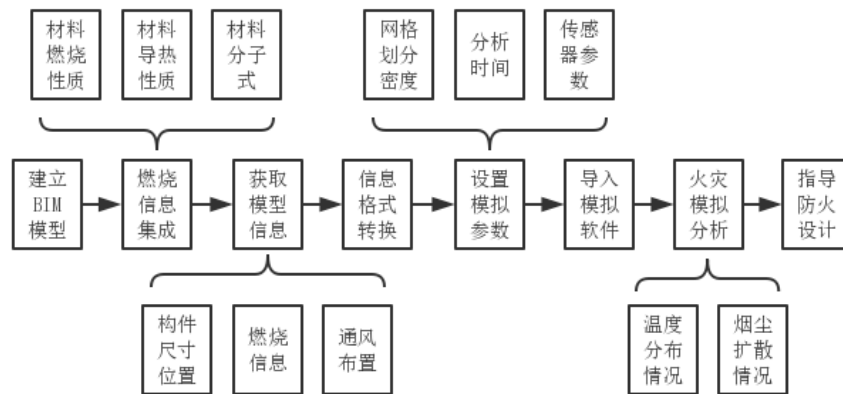 材料
燃烧
性质
材料
导热
性质
材料
分子
式
网格
划分
密度
分析
时间
传感
器参
数
建立
BIM
模型
燃烧
信息
集成
获取
模型
信息
信息
格式
转换
设置
模拟
参数
导入
模拟
软件
火灾
模拟
分析
指导
防火
设计
构件
尺寸
位置
燃烧
信息
通风
布置
温度
分布
情况
烟尘
扩散
情况